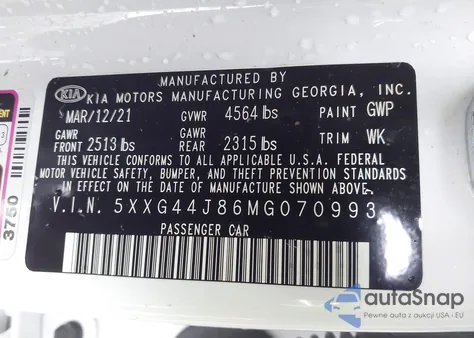 MANUFACTURED BY
KIA KIA MOTORS MANUFACTURING GEORGIA, INC.
MAR/12/21 GVWR 4564 lbs PAINT GWP
GAWR FRONT 2513 lbs GAWR REAR 2315 lbs TRIM WK
THIS VEHICLE CONFORMS TO ALL APPLICABLE U.S.A. FEDERAL
MOTOR VEHICLE SAFETY, BUMPER, AND THEFT PREVENTION STANDARDS
IN EFFECT ON THE DATE OF MANUFACTURE SHOWN ABOVE.
V.I.N. 5XXG44J86MG070993
PASSENGER CAR
3750
autoSnap
Pewne auta z aukcji USA i EU